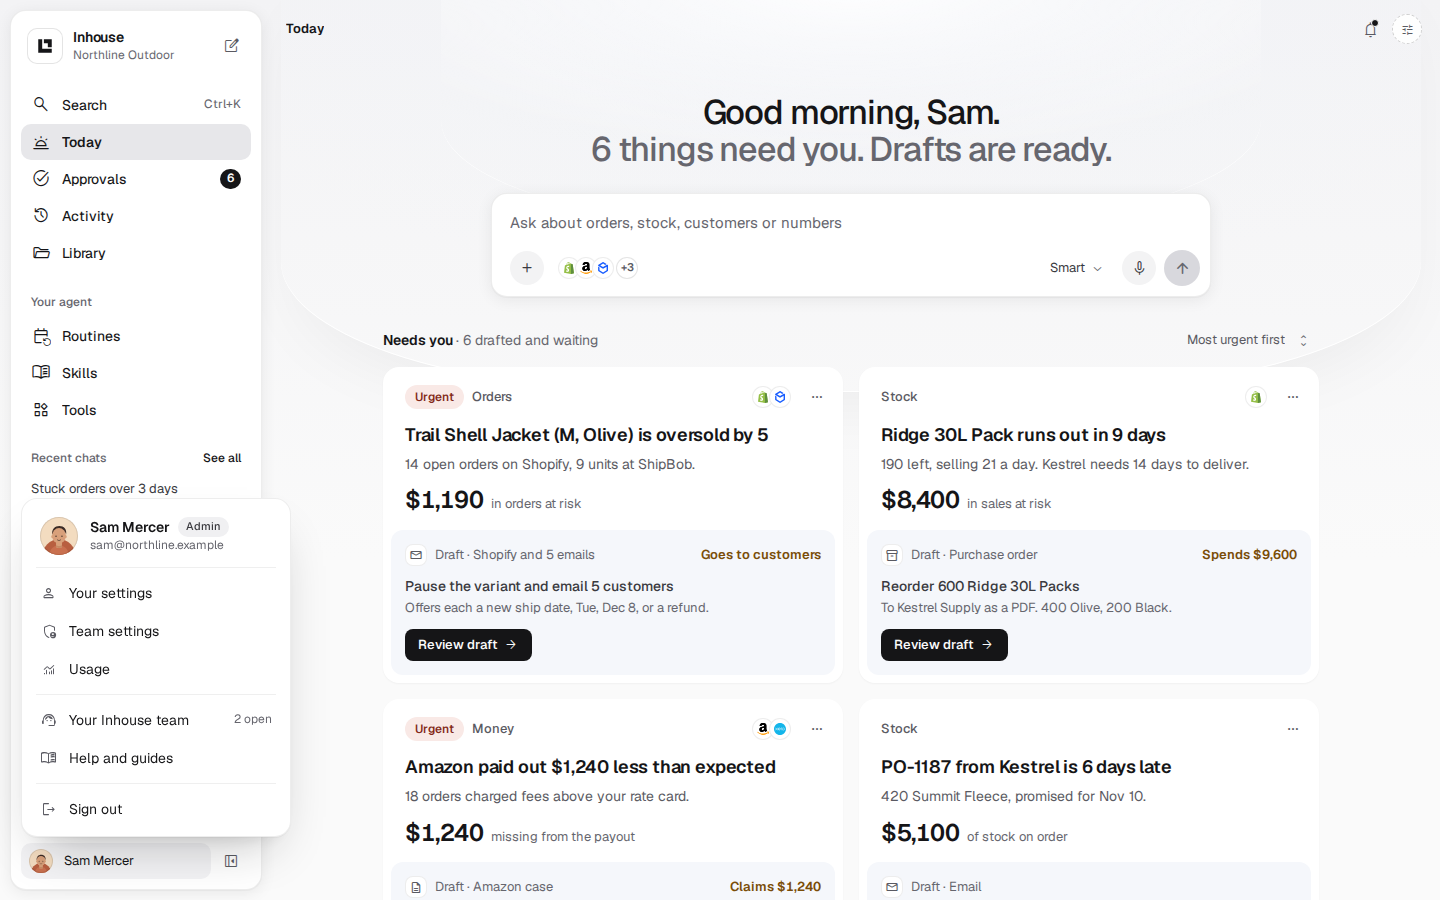 Inhouse
Northline Outdoor
Search
Ctrl+K
Today
Approvals
6
Activity
Library
Your agent
Routines
Skills
Tools
Recent chats
See all
Stuck orders over 3 days
Sam Mercer
Admin
sam@northline.example
Your settings
Team settings
Usage
Your Inhouse team
2 open
Help and guides
Sign out
Sam Mercer
Today
Good morning, Sam.
6 things need you. Drafts are ready.
Ask about orders, stock, customers or numbers
+3
Smart
Needs you · 6 drafted and waiting
Most urgent first
Urgent
Orders
Trail Shell Jacket (M, Olive) is oversold by 5
14 open orders on Shopify, 9 units at ShipBob.
$1,190 in orders at risk
Draft · Shopify and 5 emails
Goes to customers
Pause the variant and email 5 customers
Offers each a new ship date, Tue, Dec 8, or a refund.
Review draft
Stock
Ridge 30L Pack runs out in 9 days
190 left, selling 21 a day. Kestrel needs 14 days to deliver.
$8,400 in sales at risk
Draft · Purchase order
Spends $9,600
Reorder 600 Ridge 30L Packs
To Kestrel Supply as a PDF. 400 Olive, 200 Black.
Review draft
Urgent
Money
Amazon paid out $1,240 less than expected
18 orders charged fees above your rate card.
$1,240 missing from the payout
Draft · Amazon case
Claims $1,240
Stock
PO-1187 from Kestrel is 6 days late
420 Summit Fleece, promised for Nov 10.
$5,100 of stock on order
Draft · Email